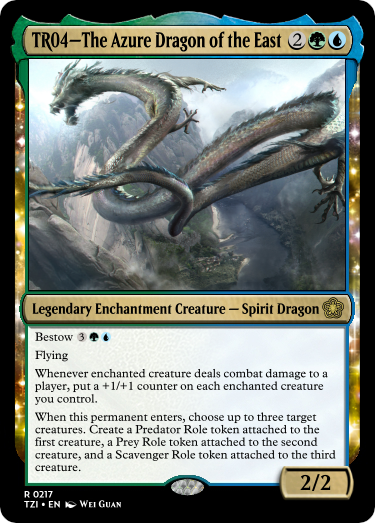 TR04–The Azure Dragon of the East 2
Legendary Enchantment Creature — Spirit Dragon
Bestow 3
Flying
Whenever enchanted creature deals combat damage to a
player, put a +1/+1 counter on each enchanted creature
you control.
When this permanent enters, choose up to three target
creatures. Create a Predator Role token attached to the
first creature, a Prey Role token attached to the second
creature, and a Scavenger Role token attached to the third
creature.
2/2
R 0217
TZI • EN Wei Guan